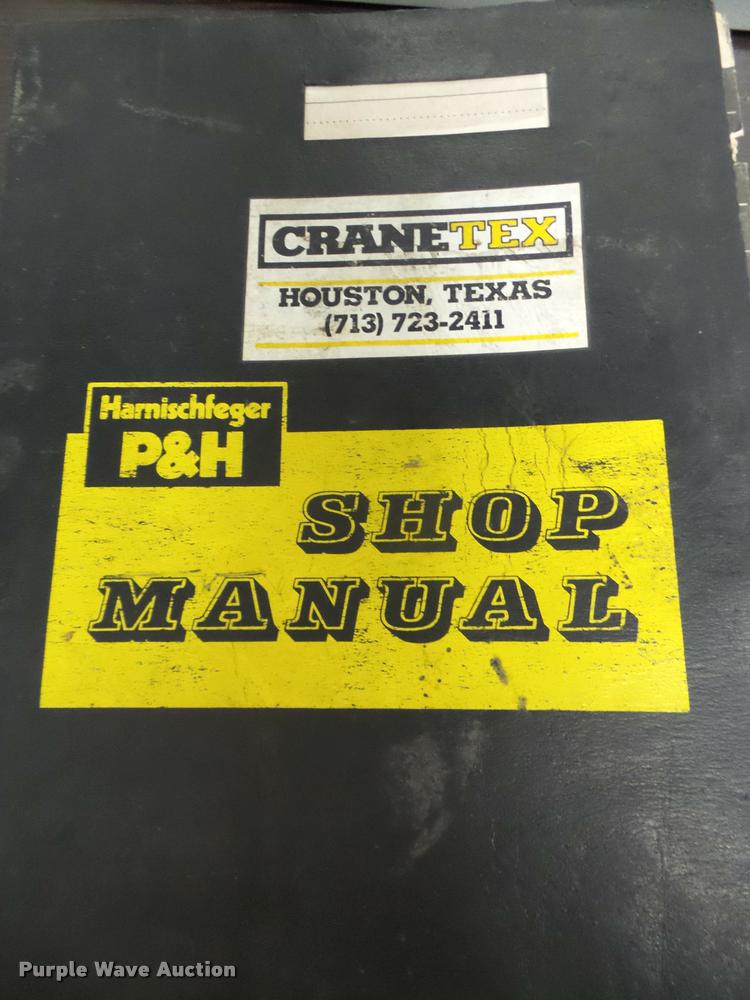 CRANETEX
HOUSTON, TEXAS
(713) 723-2411
Harnischfeger
P&H
SHOP
MANUAL
Purple Wave Auction